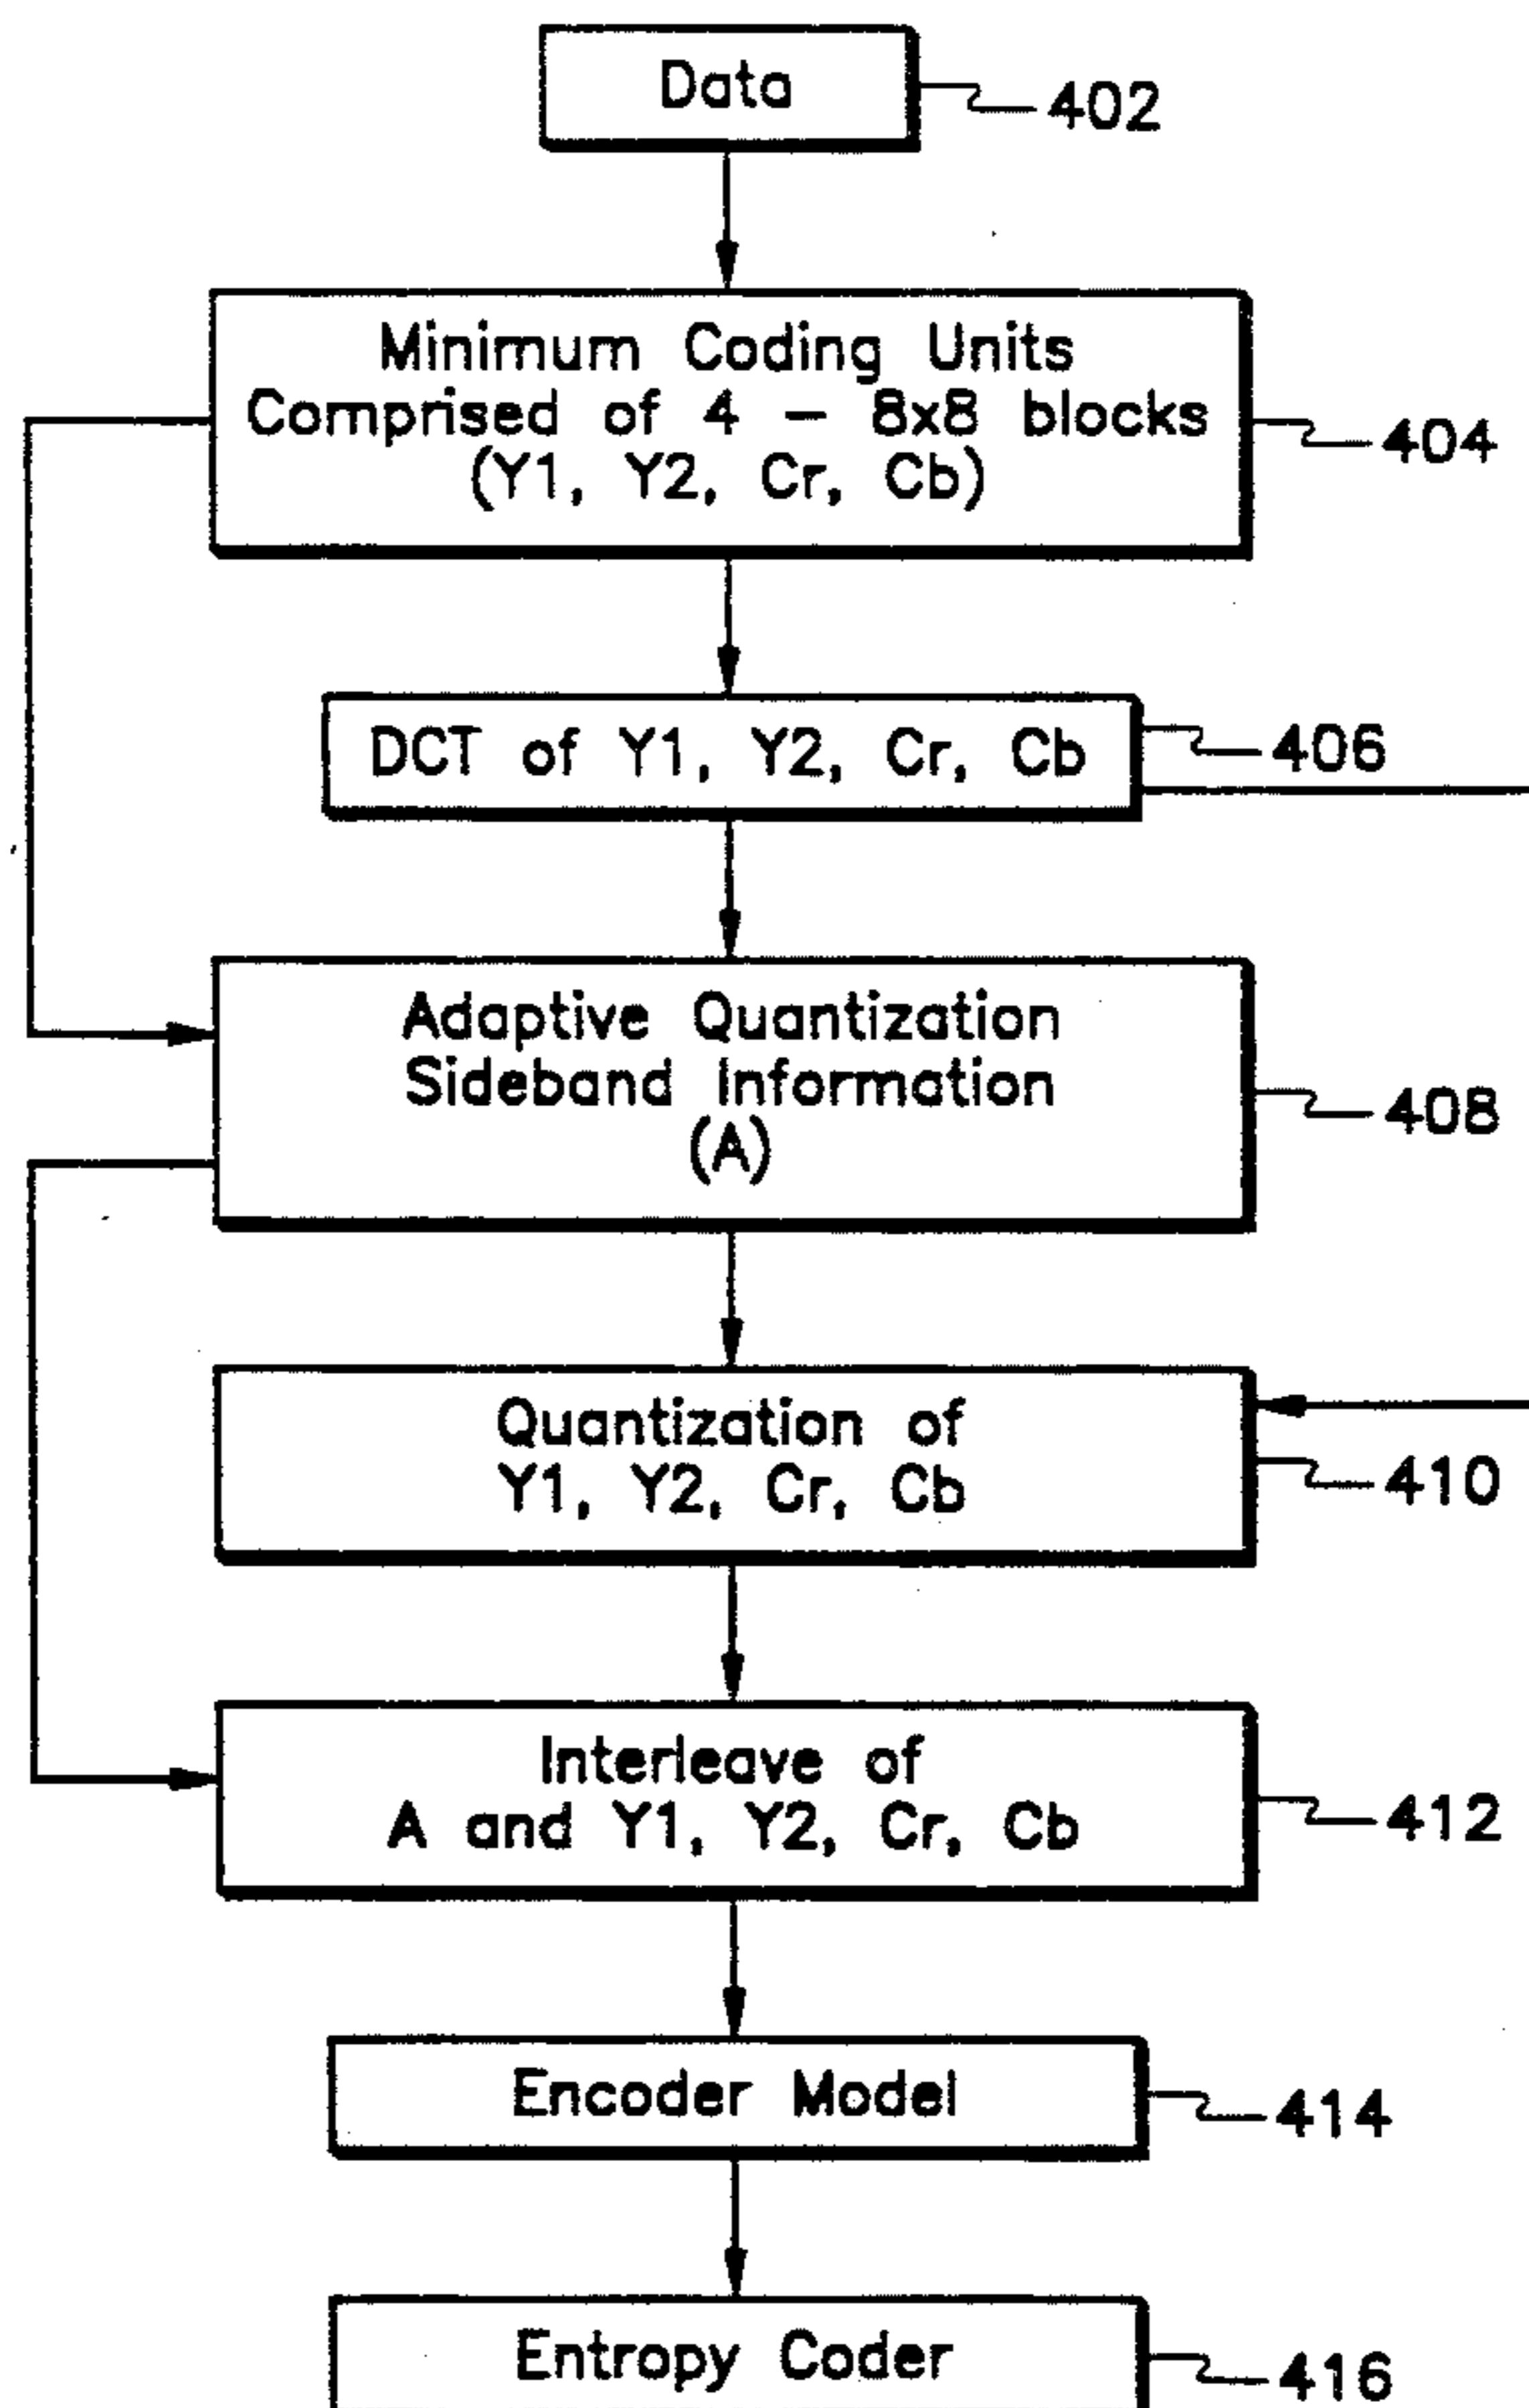 Data
402
Minimum Coding Units
Comprised of 4 – 8x8 blocks
(Y1, Y2, Cr, Cb)
404
DCT of Y1, Y2, Cr, Cb
406
Adaptive Quantization
Sideband Information
(A)
408
Quantization of
Y1, Y2, Cr, Cb
410
Interleave of
A and Y1, Y2, Cr, Cb
412
Encoder Model
414
Entropy Coder
416